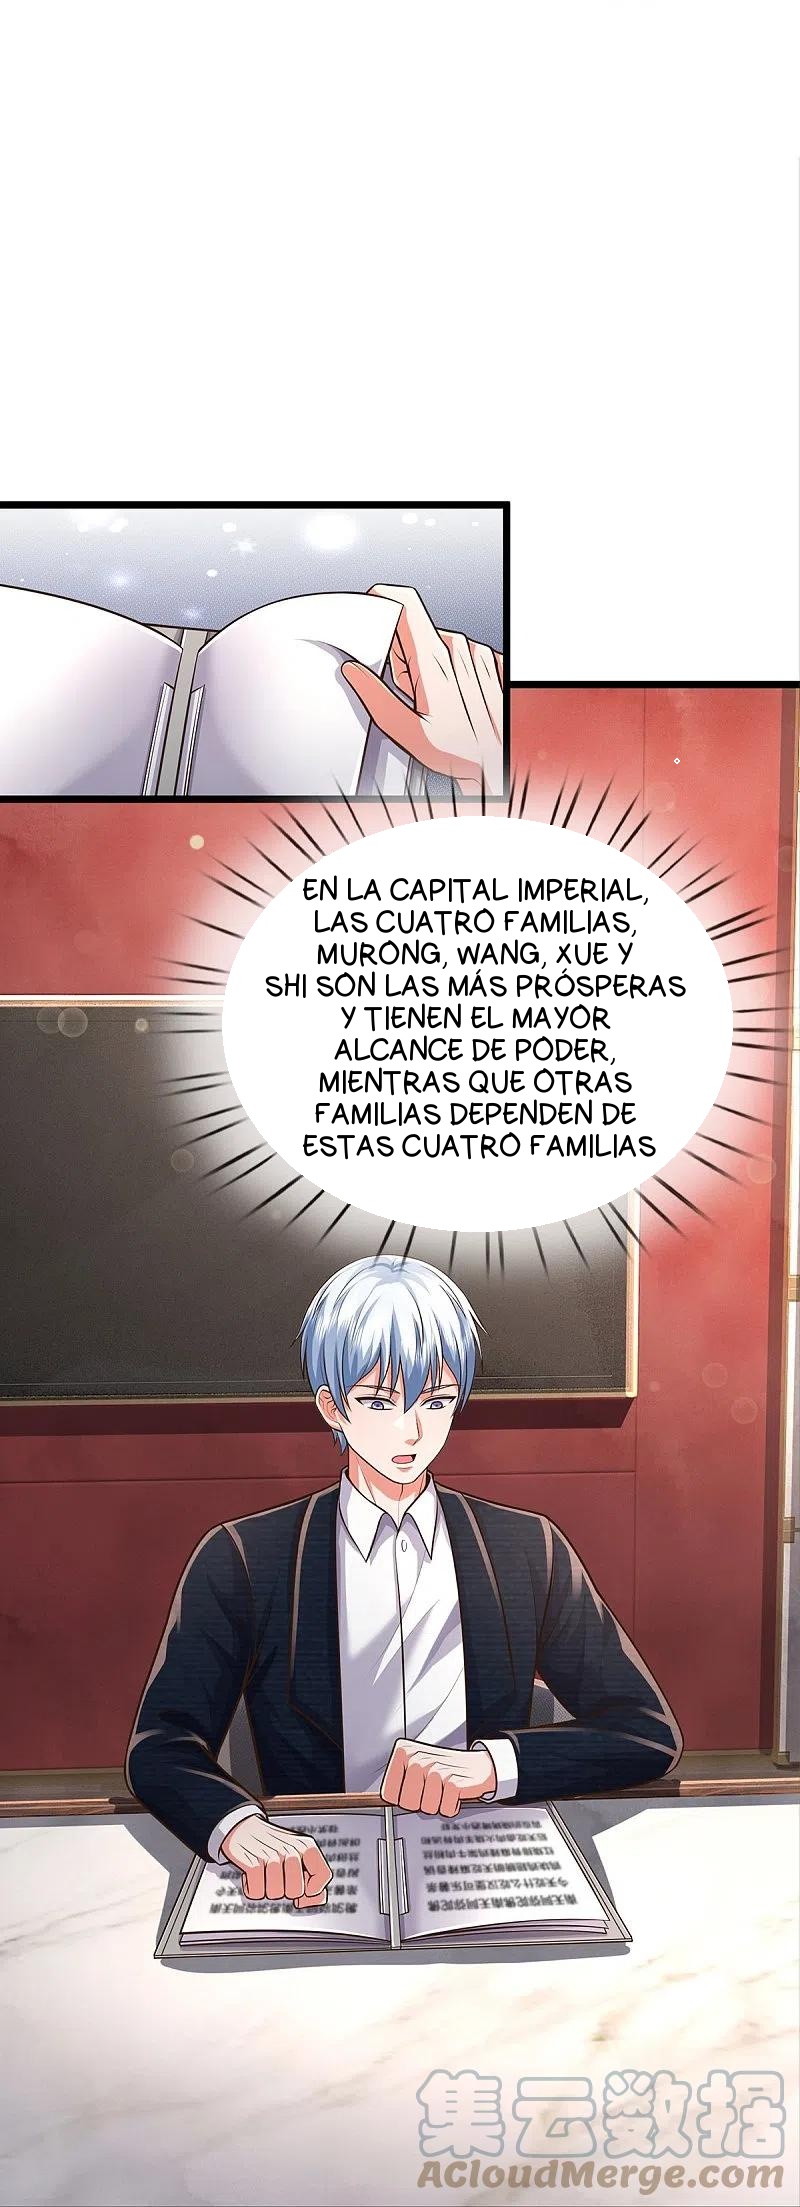 EN LA CAPITAL IMPERIAL,
LAS CUATRO FAMILIAS,
MURONG, WANG, XUE Y
SHI SON LAS MÁS PRÓSPERAS
Y TIENEN EL MAYOR
ALCANCE DE PODER,
MIENTRAS QUE OTRAS
FAMILIAS DEPENDEN DE
ESTAS CUATRO FAMILIAS
集云数据
ACloudMerge.com